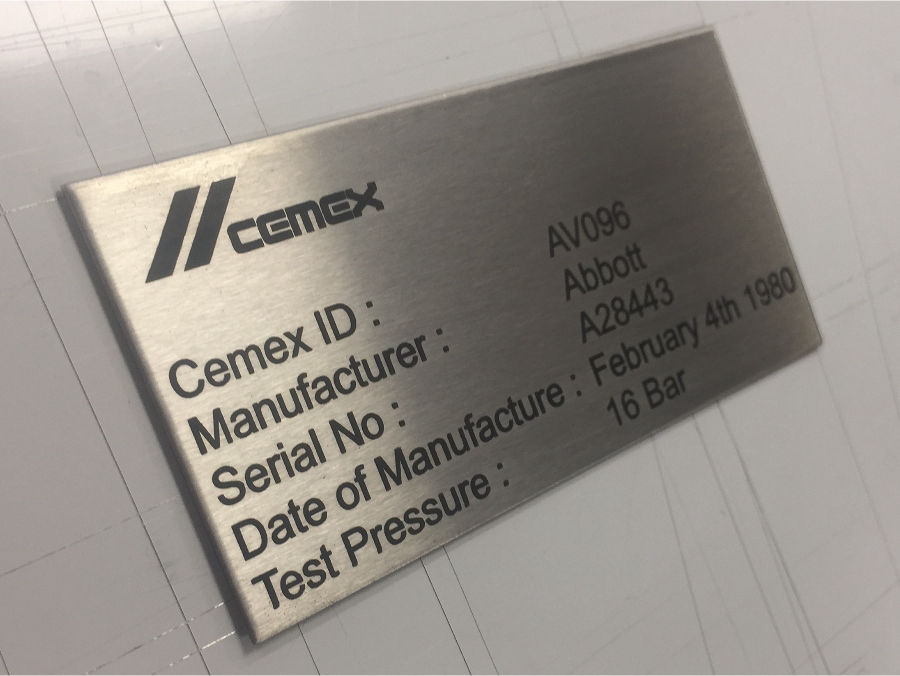 CEMEX
Cemex ID : AV096
Manufacturer : Abbott
Serial No : A28443
Date of Manufacture : February 4th 1980
Test Pressure : 16 Bar